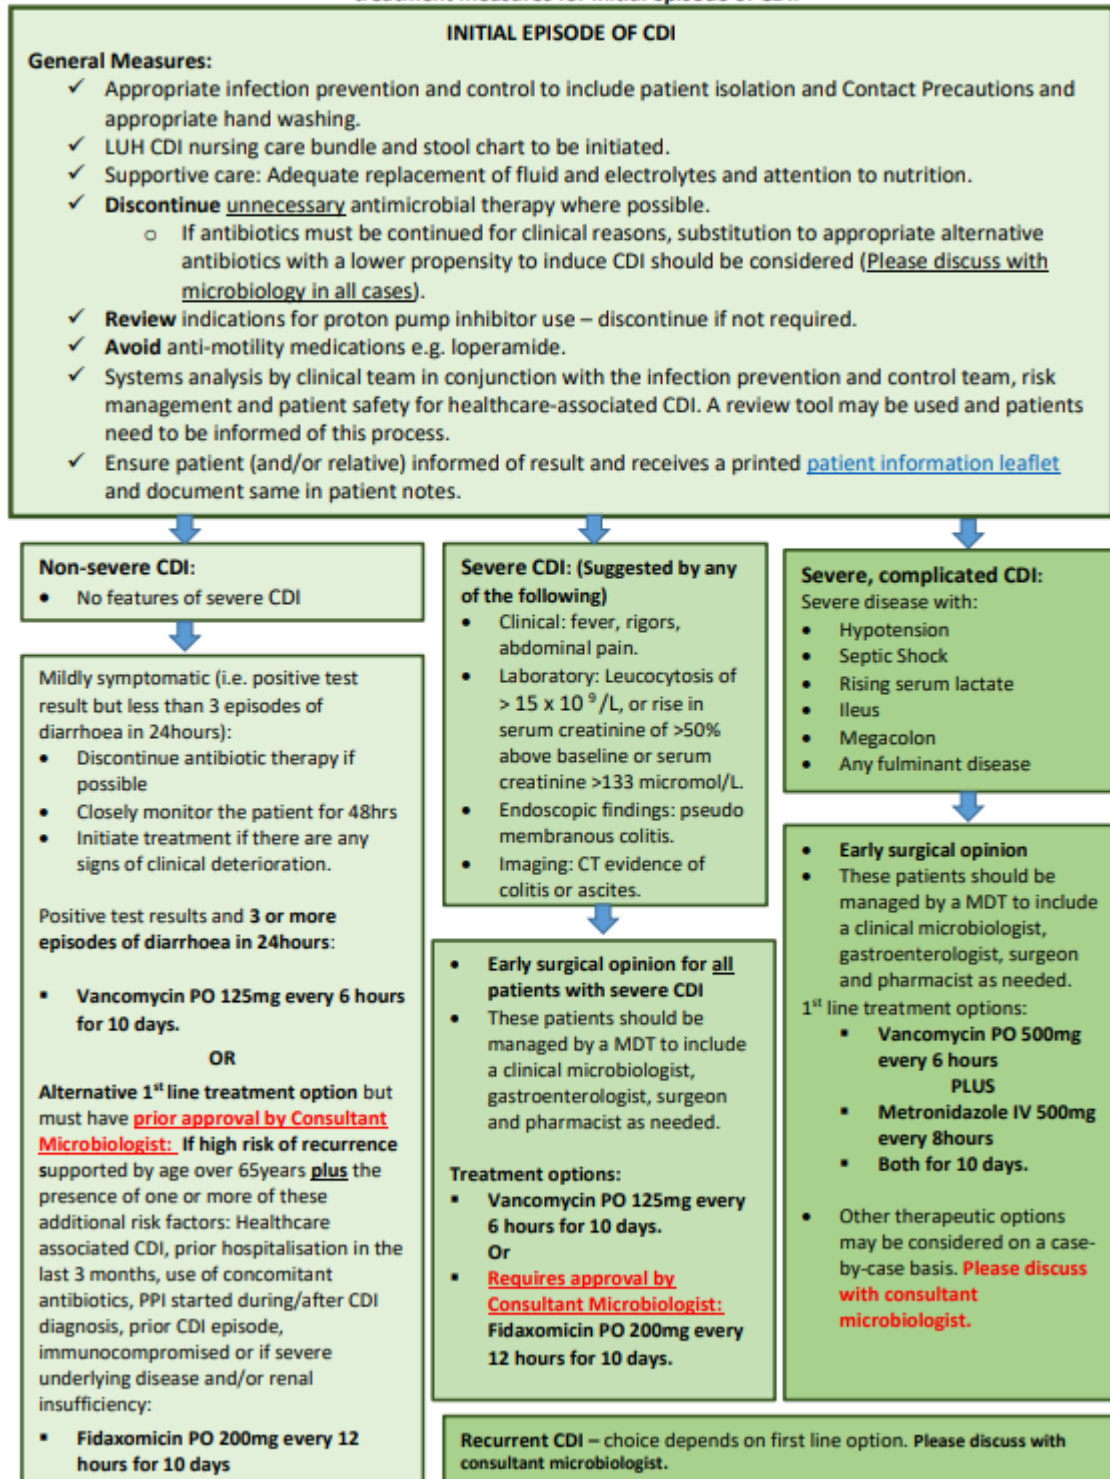 treatment measures for initial episode of CDI.
INITIAL EPISODE OF CDI
General Measures:
✓ Appropriate infection prevention and control to include patient isolation and Contact Precautions and
appropriate hand washing.
✓ LUH CDI nursing care bundle and stool chart to be initiated.
✓ Supportive care: Adequate replacement of fluid and electrolytes and attention to nutrition.
✓ Discontinue unnecessary antimicrobial therapy where possible.
o If antibiotics must be continued for clinical reasons, substitution to appropriate alternative
antibiotics with a lower propensity to induce CDI should be considered (Please discuss with
microbiology in all cases).
✓ Review indications for proton pump inhibitor use – discontinue if not required.
✓ Avoid anti-motility medications e.g. loperamide.
✓ Systems analysis by clinical team in conjunction with the infection prevention and control team, risk
management and patient safety for healthcare-associated CDI. A review tool may be used and patients
need to be informed of this process.
✓ Ensure patient (and/or relative) informed of result and receives a printed patient information leaflet
and document same in patient notes.
Non-severe CDI:
• No features of severe CDI
Mildly symptomatic (i.e. positive test
result but less than 3 episodes of
diarrhoea in 24hours):
• Discontinue antibiotic therapy if
possible
• Closely monitor the patient for 48hrs
• Initiate treatment if there are any
signs of clinical deterioration.
Positive test results and 3 or more
episodes of diarrhoea in 24hours:
▪ Vancomycin PO 125mg every 6 hours
for 10 days.
OR
Alternative 1st line treatment option but
must have prior approval by Consultant
Microbiologist: If high risk of recurrence
supported by age over 65years plus the
presence of one or more of these
additional risk factors: Healthcare
associated CDI, prior hospitalisation in the
last 3 months, use of concomitant
antibiotics, PPI started during/after CDI
diagnosis, prior CDI episode,
immunocompromised or if severe
underlying disease and/or renal
insufficiency:
▪ Fidaxomicin PO 200mg every 12
hours for 10 days
Severe CDI: (Suggested by any
of the following)
• Clinical: fever, rigors,
abdominal pain.
• Laboratory: Leucocytosis of
> 15 x 10 ⁹/L, or rise in
serum creatinine of >50%
above baseline or serum
creatinine >133 micromol/L.
• Endoscopic findings: pseudo
membranous colitis.
• Imaging: CT evidence of
colitis or ascites.
• Early surgical opinion for all
patients with severe CDI
• These patients should be
managed by a MDT to include
a clinical microbiologist,
gastroenterologist, surgeon
and pharmacist as needed.
Treatment options:
▪ Vancomycin PO 125mg every
6 hours for 10 days.
Or
▪ Requires approval by
Consultant Microbiologist:
Fidaxomicin PO 200mg every
12 hours for 10 days.
Severe, complicated CDI:
Severe disease with:
• Hypotension
• Septic Shock
• Rising serum lactate
• Ileus
• Megacolon
• Any fulminant disease
• Early surgical opinion
• These patients should be
managed by a MDT to include
a clinical microbiologist,
gastroenterologist, surgeon
and pharmacist as needed.
1st line treatment options:
▪ Vancomycin PO 500mg
every 6 hours
PLUS
▪ Metronidazole IV 500mg
every 8hours
▪ Both for 10 days.
• Other therapeutic options
may be considered on a case-
by-case basis. Please discuss
with consultant
microbiologist.
Recurrent CDI – choice depends on first line option. Please discuss with
consultant microbiologist.